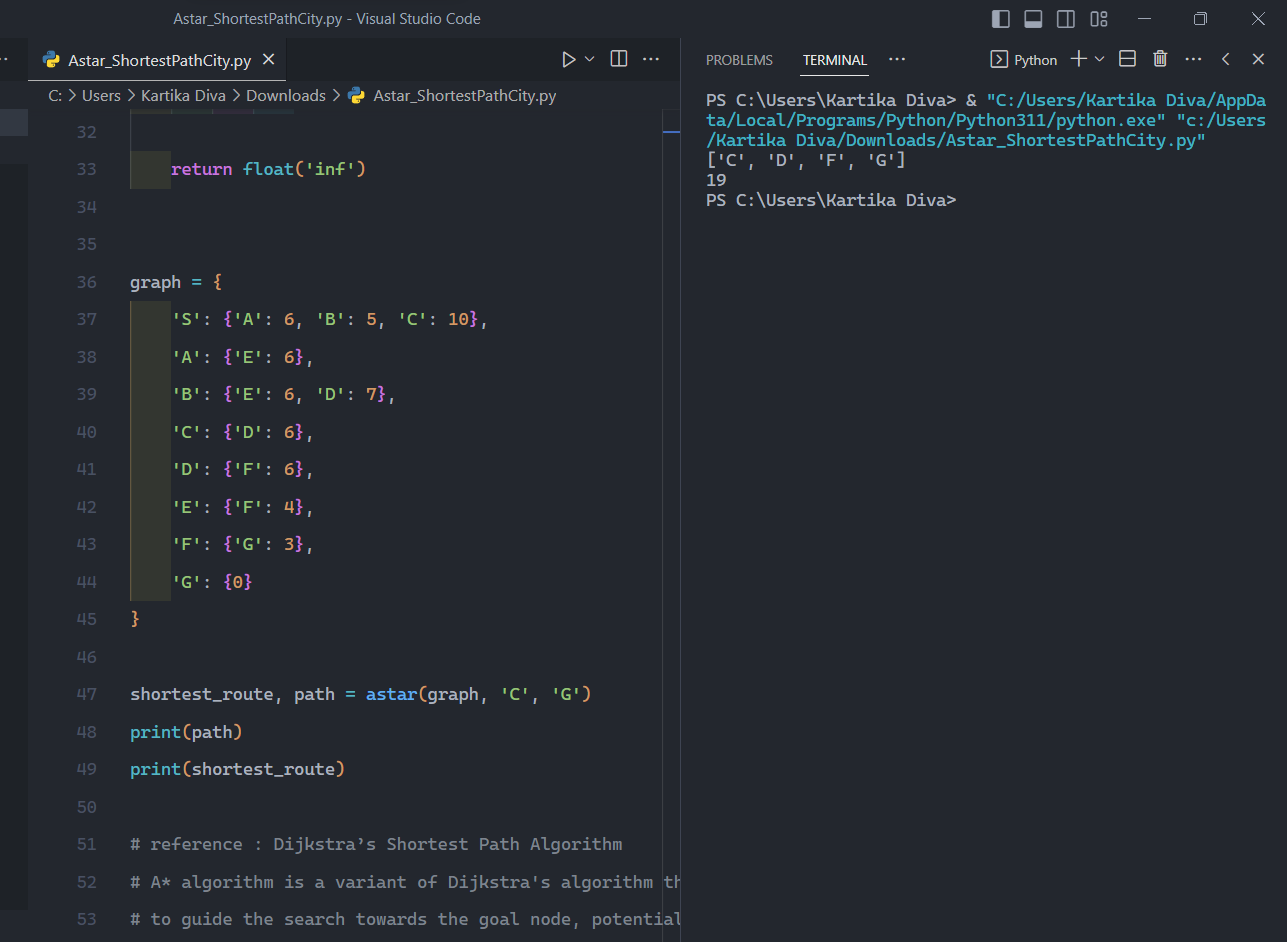 Astar_ShortestPathCity.py - Visual Studio Code
Astar_ShortestPathCity.py
C: > Users > Kartika Diva > Downloads > Astar_ShortestPathCity.py
32
33 return float('inf')
34
35
36 graph = {
37 'S': {'A': 6, 'B': 5, 'C': 10},
38 'A': {'E': 6},
39 'B': {'E': 6, 'D': 7},
40 'C': {'D': 6},
41 'D': {'F': 6},
42 'E': {'F': 4},
43 'F': {'G': 3},
44 'G': {0}
45 }
46
47 shortest_route, path = astar(graph, 'C', 'G')
48 print(path)
49 print(shortest_route)
50
51 # reference : Dijkstra’s Shortest Path Algorithm
52 # A* algorithm is a variant of Dijkstra's algorithm th
53 # to guide the search towards the goal node, potential
PROBLEMS TERMINAL ··· Python
PS C:\Users\Kartika Diva> & "C:/Users/Kartika Diva/AppDa
ta/Local/Programs/Python/Python311/python.exe" "c:/Users
/Kartika Diva/Downloads/Astar_ShortestPathCity.py"
['C', 'D', 'F', 'G']
19
PS C:\Users\Kartika Diva>